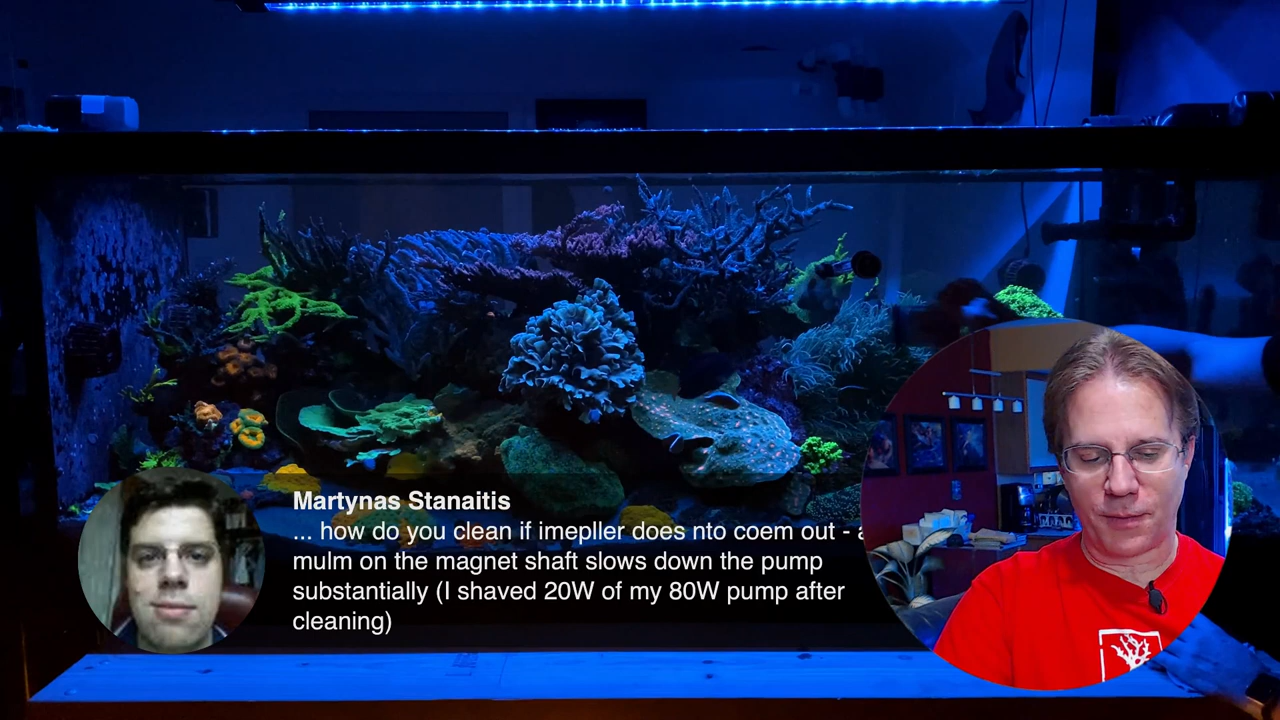 Martynas Stanaitis
... how do you clean if imepller does nto coem out -
mulm on the magnet shaft slows down the pump
substantially (I shaved 20W of my 80W pump after
cleaning)